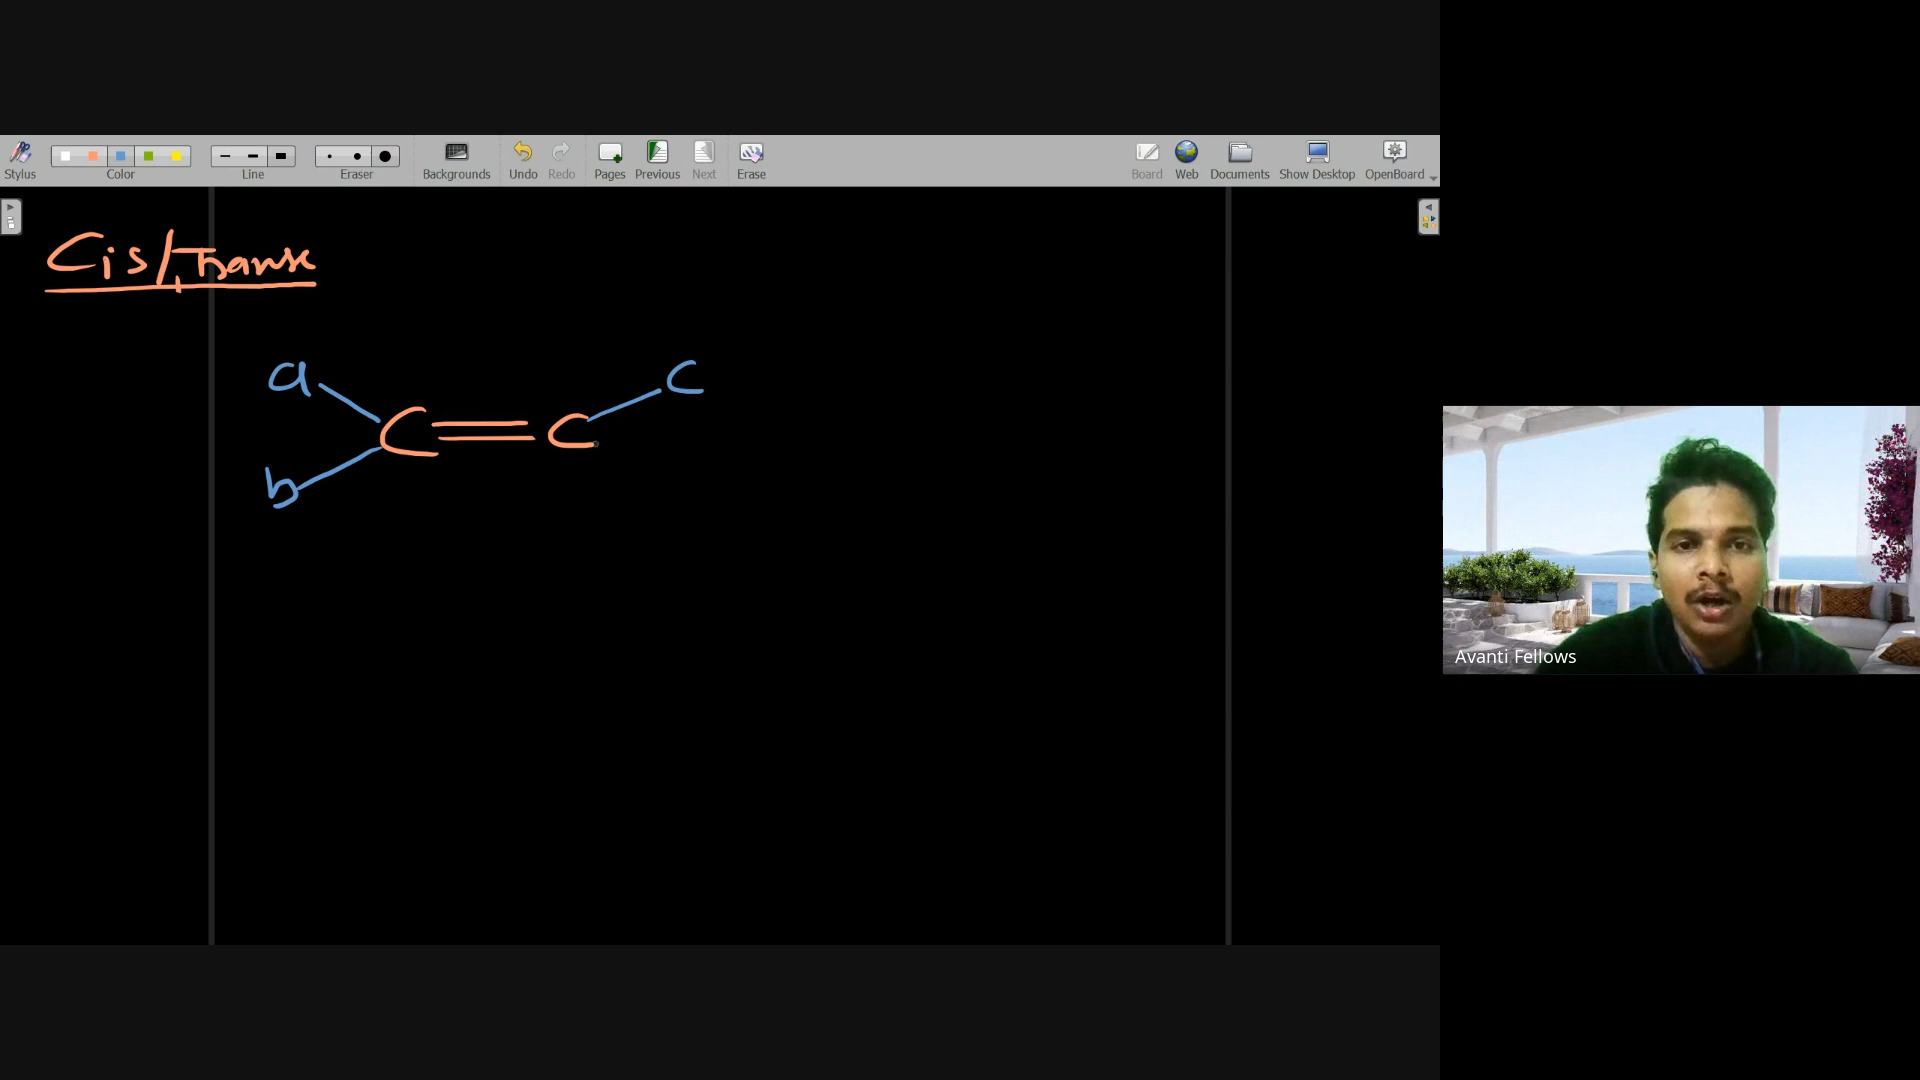 Stylus Color Line Eraser Backgrounds Undo Redo Pages Previous Next Erase Board Web Documents Show Desktop OpenBoard
Cis/Trans
a C
C = C
b
Avanti Fellows